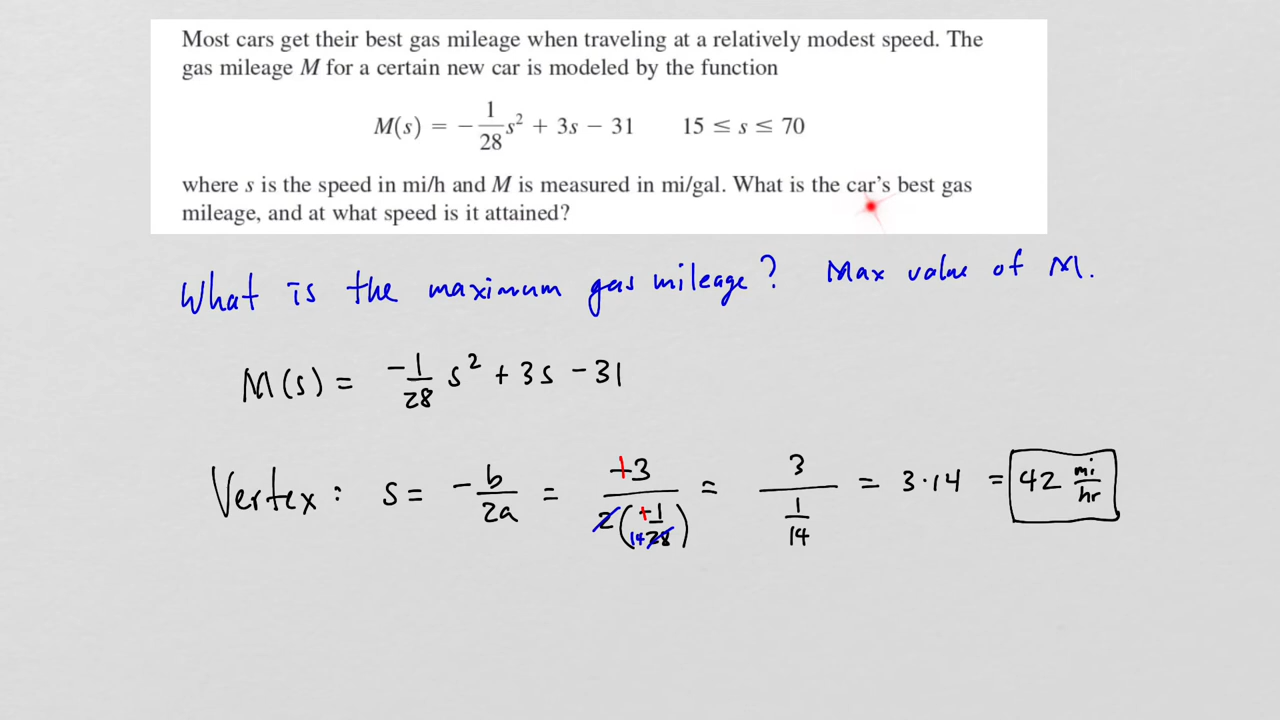 Most cars get their best gas mileage when traveling at a relatively modest speed. The
gas mileage M for a certain new car is modeled by the function
M(s) = −1/28 s² + 3s − 31   15 ≤ s ≤ 70
where s is the speed in mi/h and M is measured in mi/gal. What is the car's best gas
mileage, and at what speed is it attained?
What is the maximum gas mileage? Max value of M.
M(s) = -1/28 s² + 3s - 31
Vertex: s = -b/2a = +3/2(+1/14 28) = 3/(1/14) = 3·14 = 42 mi/hr